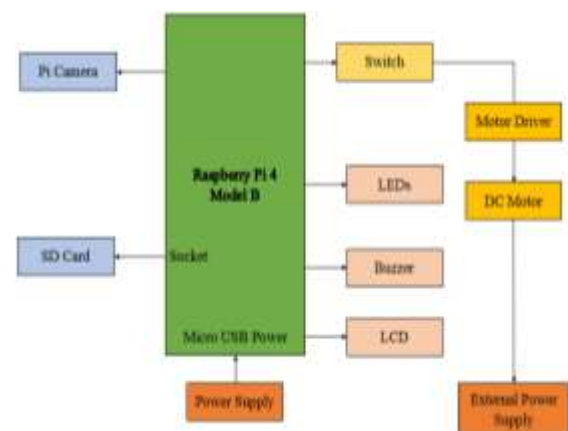 Pi Camera
Switch
Motor Driver
Raspberry Pi 4
Model B
LEDs
DC Motor
SD Card
Socket
Buzzer
Micro USB Power
LCD
Power Supply
External Power
Supply